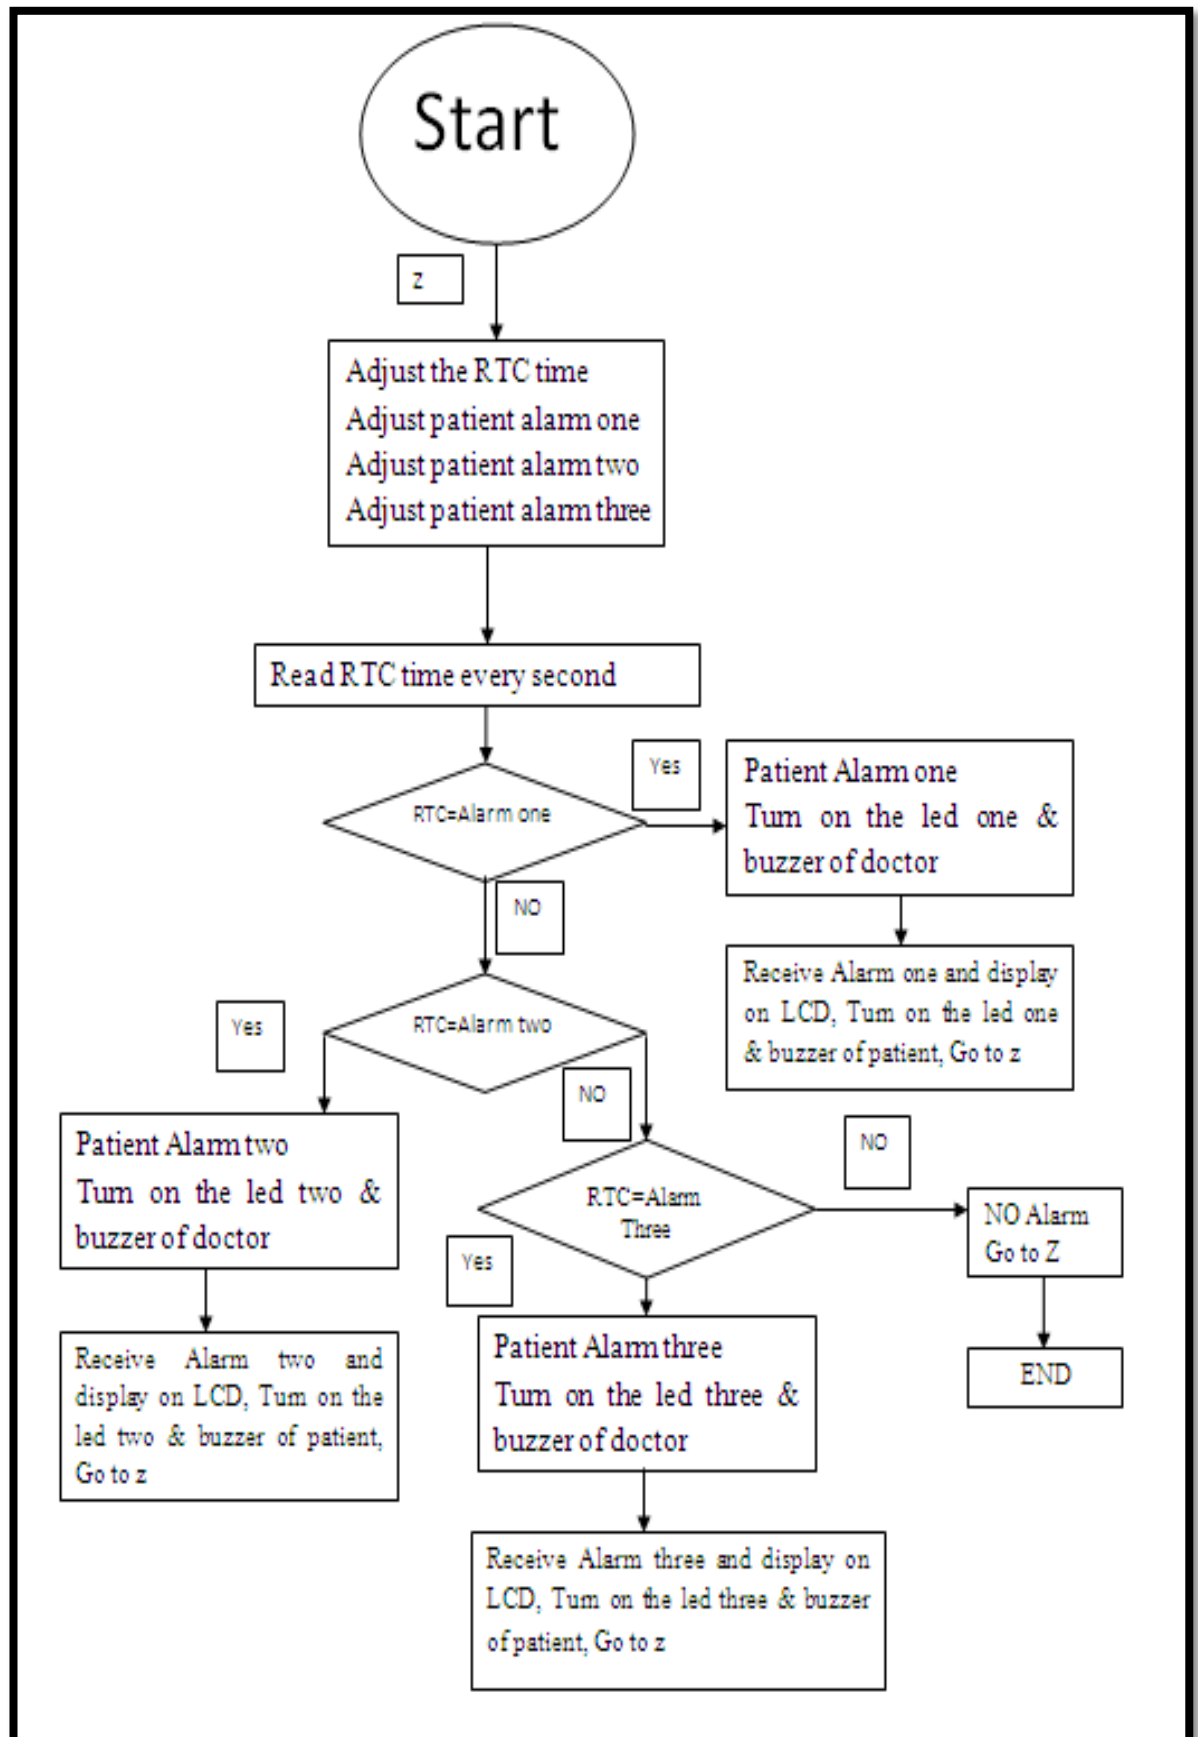 Start
z
Adjust the RTC time
Adjust patient alarm one
Adjust patient alarm two
Adjust patient alarm three
Read RTC time every second
RTC=Alarm one
Yes
Patient Alarm one
Turn on the led one &
buzzer of doctor
NO
Receive Alarm one and display
on LCD, Turn on the led one
& buzzer of patient, Go to z
RTC=Alarm two
Yes
NO
Patient Alarm two
Turn on the led two &
buzzer of doctor
Receive Alarm two and
display on LCD, Turn on the
led two & buzzer of patient,
Go to z
RTC=Alarm
Three
NO
NO Alarm
Go to Z
END
Yes
Patient Alarm three
Turn on the led three &
buzzer of doctor
Receive Alarm three and display on
LCD, Turn on the led three & buzzer
of patient, Go to z